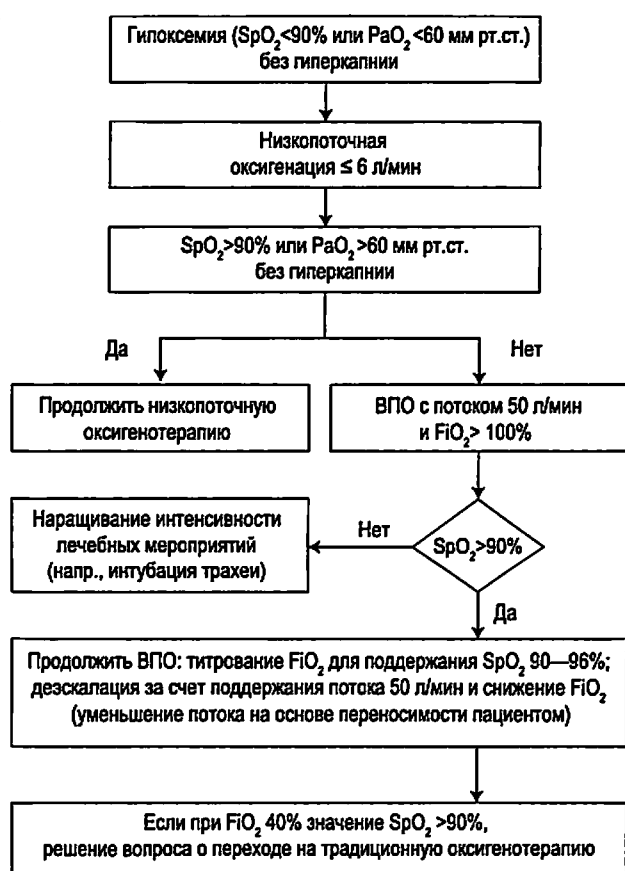 Гипоксемия (SpO₂<90% или PaO₂<60 мм рт.ст.)
без гиперкапнии
Низкопоточная
оксигенация ≤ 6 л/мин
SpO₂>90% или PaO₂>60 мм рт.ст.
без гиперкапнии
Да
Нет
Продолжить низкопоточную
оксигенотерапию
ВПО с потоком 50 л/мин
и FiO₂> 100%
Наращивание интенсивности
лечебных мероприятий
(напр., интубация трахеи)
Нет
SpO₂>90%
Да
Продолжить ВПО: титрование FiO₂ для поддержания SpO₂ 90—96%;
деэскалация за счет поддержания потока 50 л/мин и снижение FiO₂
(уменьшение потока на основе переносимости пациентом)
Если при FiO₂ 40% значение SpO₂ >90%,
решение вопроса о переходе на традиционную оксигенотерапию